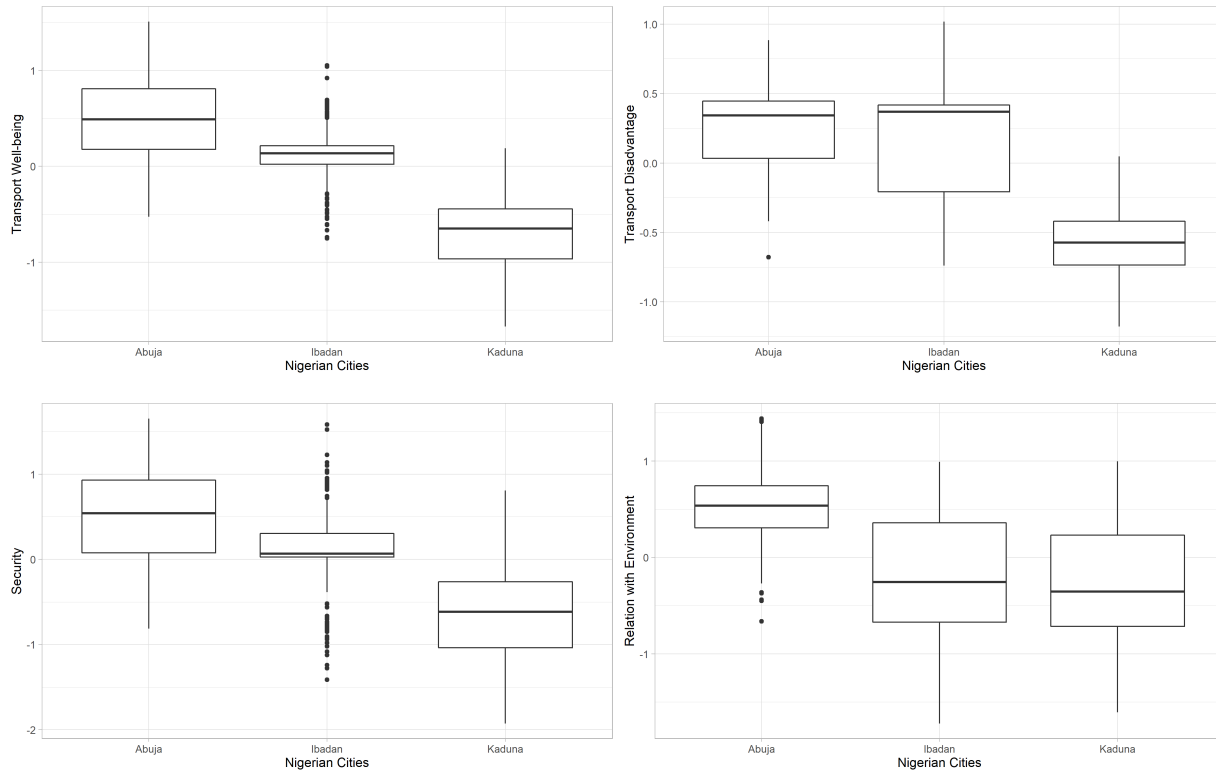 Transport Well-being
1
0
-1
Abuja
Ibadan
Kaduna
Nigerian Cities
Transport Disadvantage
1.0
0.5
0.0
-0.5
-1.0
Abuja
Ibadan
Kaduna
Nigerian Cities
Security
1
0
-1
-2
Abuja
Ibadan
Kaduna
Nigerian Cities
Relation with Environment
1
0
-1
Abuja
Ibadan
Kaduna
Nigerian Cities